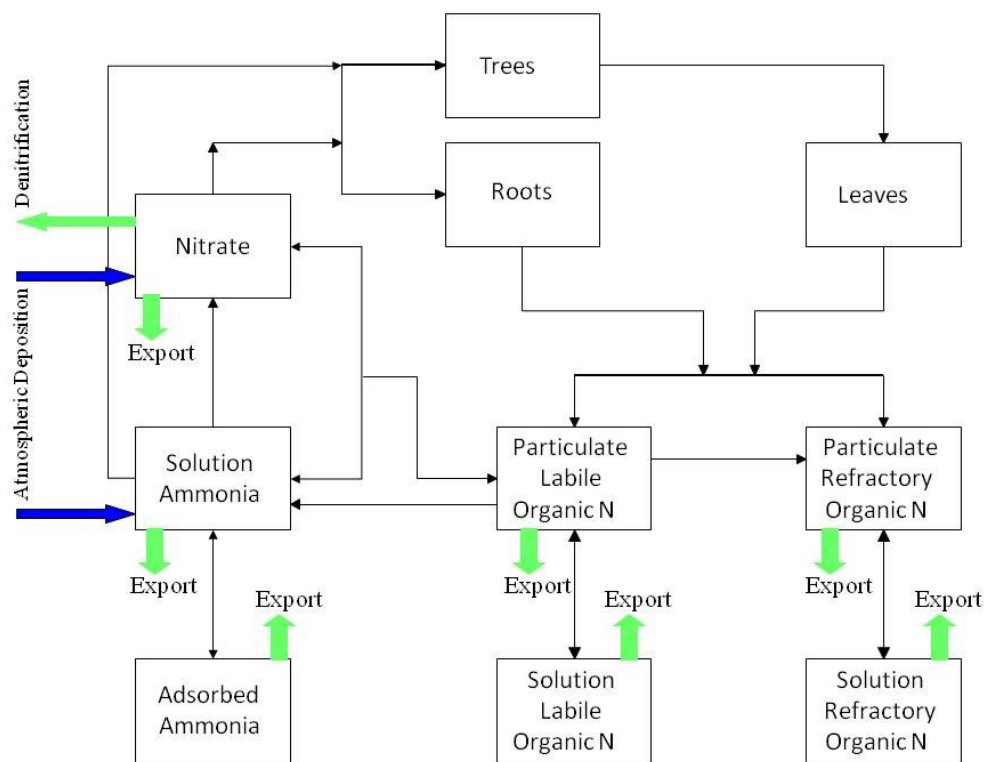 Trees
Denitrification
Roots
Leaves
Nitrate
Export
Atmospheric Deposition
Solution
Ammonia
Particulate
Labile
Organic N
Particulate
Refractory
Organic N
Export
Export
Export
Export
Export
Export
Adsorbed
Ammonia
Solution
Labile
Organic N
Solution
Refractory
Organic N